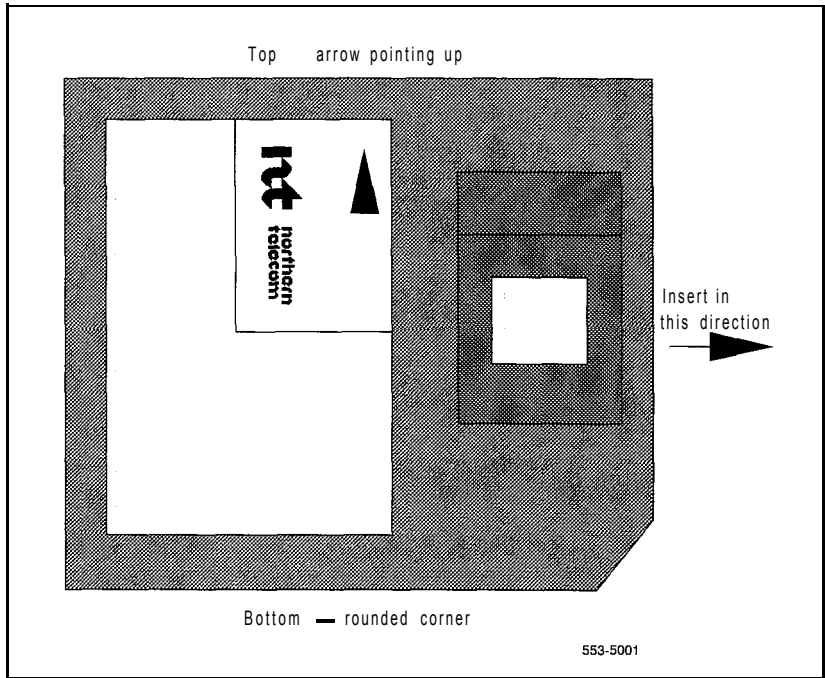 Top arrow pointing up
nt
northern
telecom
Insert in
this direction
Bottom — rounded corner
553-5001